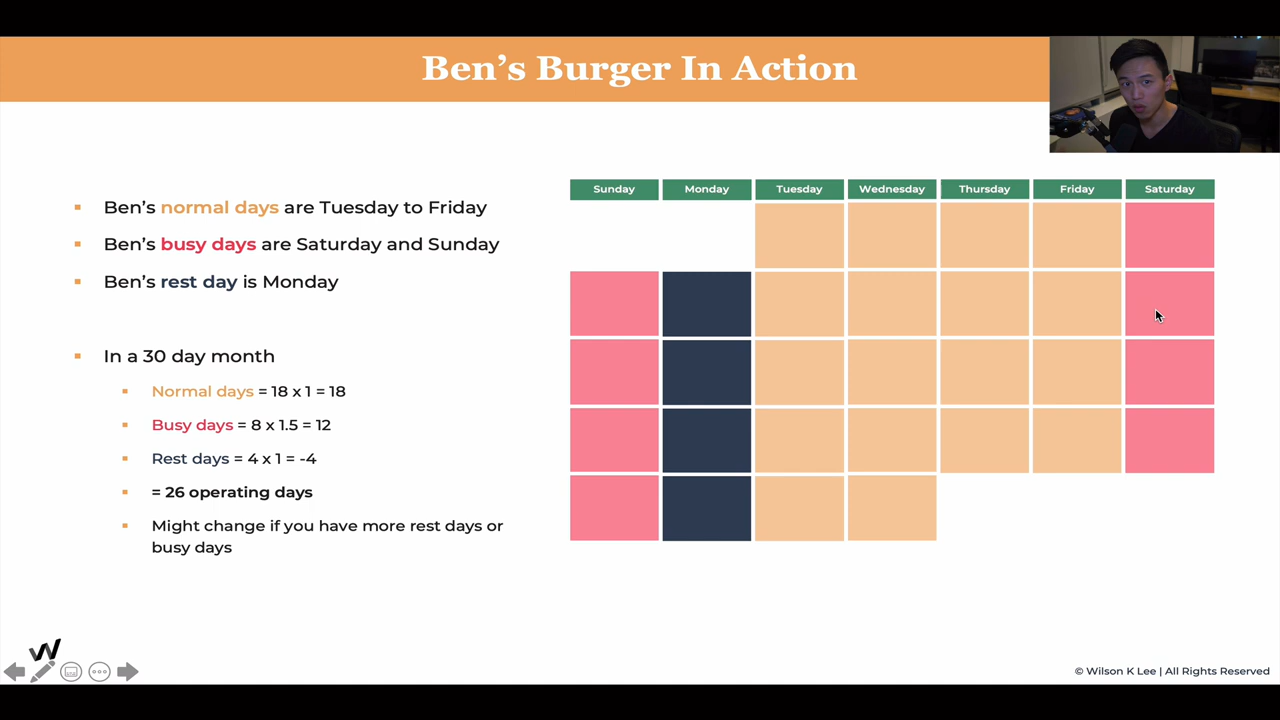 Ben's Burger In Action
Ben's normal days are Tuesday to Friday
Ben's busy days are Saturday and Sunday
Ben's rest day is Monday
In a 30 day month
Normal days = 18 x 1 = 18
Busy days = 8 x 1.5 = 12
Rest days = 4 x 1 = -4
= 26 operating days
Might change if you have more rest days or
busy days
Sunday Monday Tuesday Wednesday Thursday Friday Saturday
W
© Wilson K Lee | All Rights Reserved